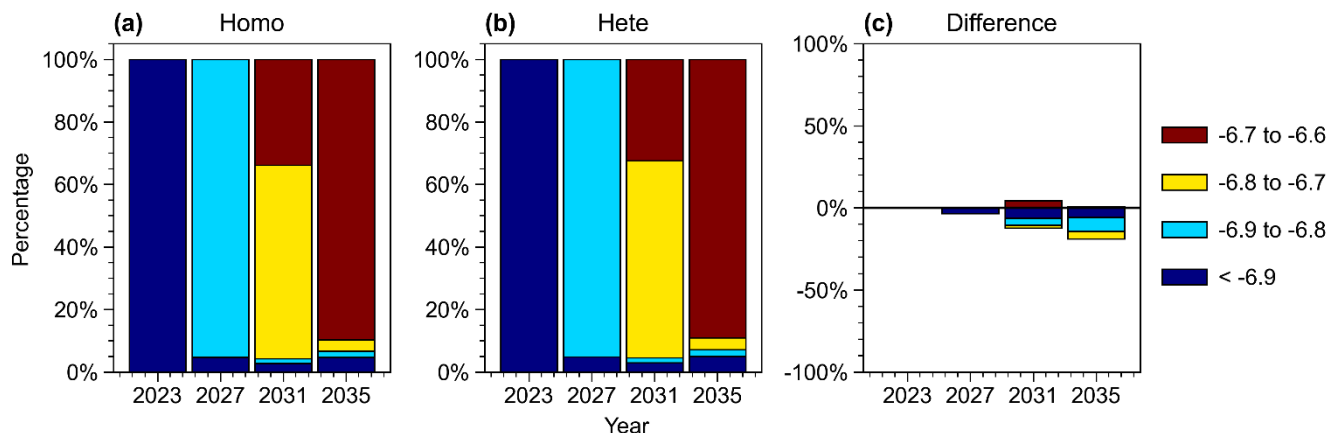 (a) Homo
(b) Hete
(c) Difference
Percentage
100%
80%
60%
40%
20%
0%
2023 2027 2031 2035
100%
80%
60%
40%
20%
0%
2023 2027 2031 2035
Year
100%
50%
0%
-50%
-100%
2023 2027 2031 2035
-6.7 to -6.6
-6.8 to -6.7
-6.9 to -6.8
< -6.9